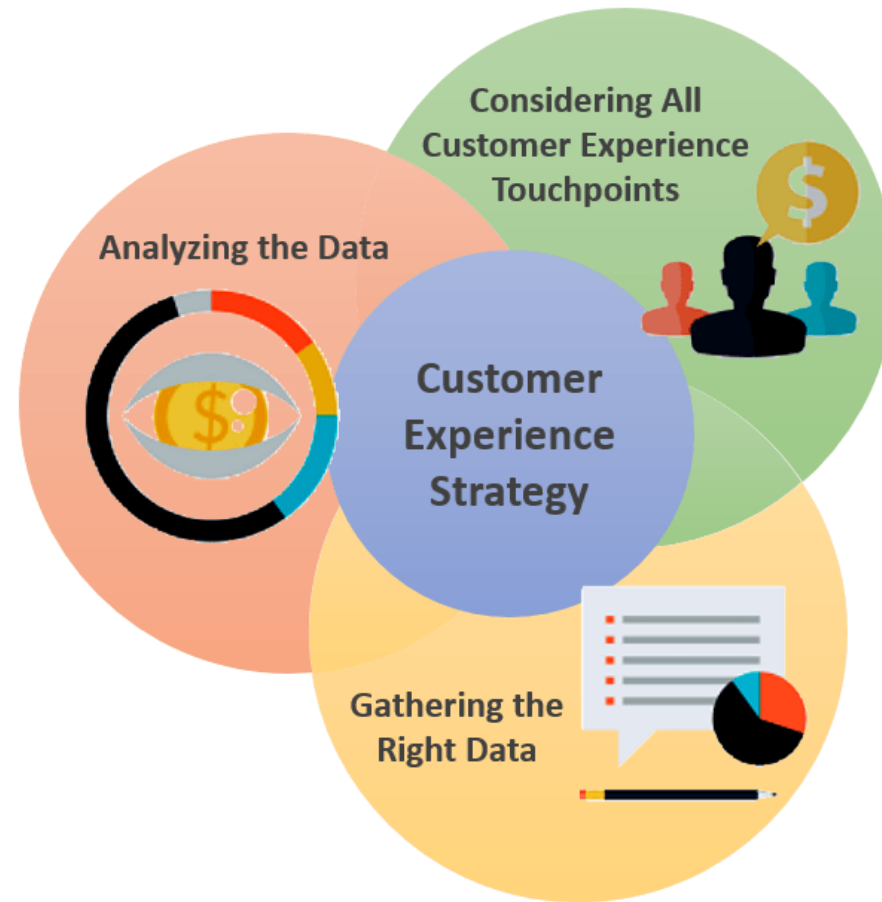 Considering All
Customer Experience
Touchpoints
$
Analyzing the Data
$
Customer
Experience
Strategy
Gathering the
Right Data